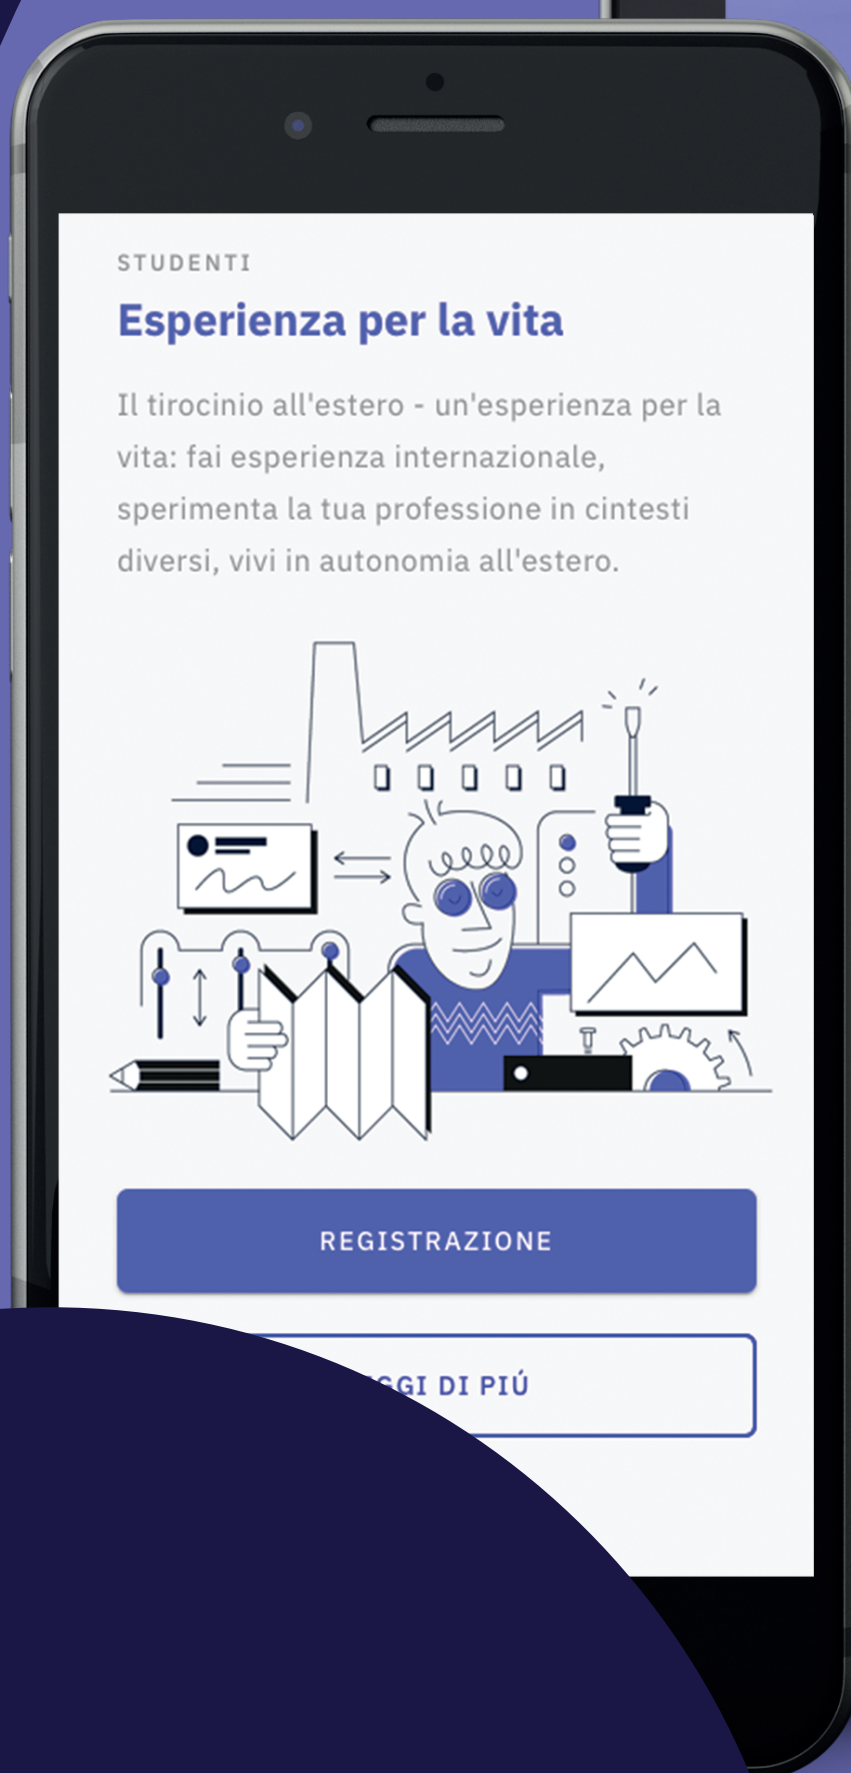 STUDENTI
Esperienza per la vita
Il tirocinio all'estero - un'esperienza per la
vita: fai esperienza internazionale,
sperimenta la tua professione in cintesti
diversi, vivi in autonomia all'estero.
REGISTRAZIONE
DI PIÚ